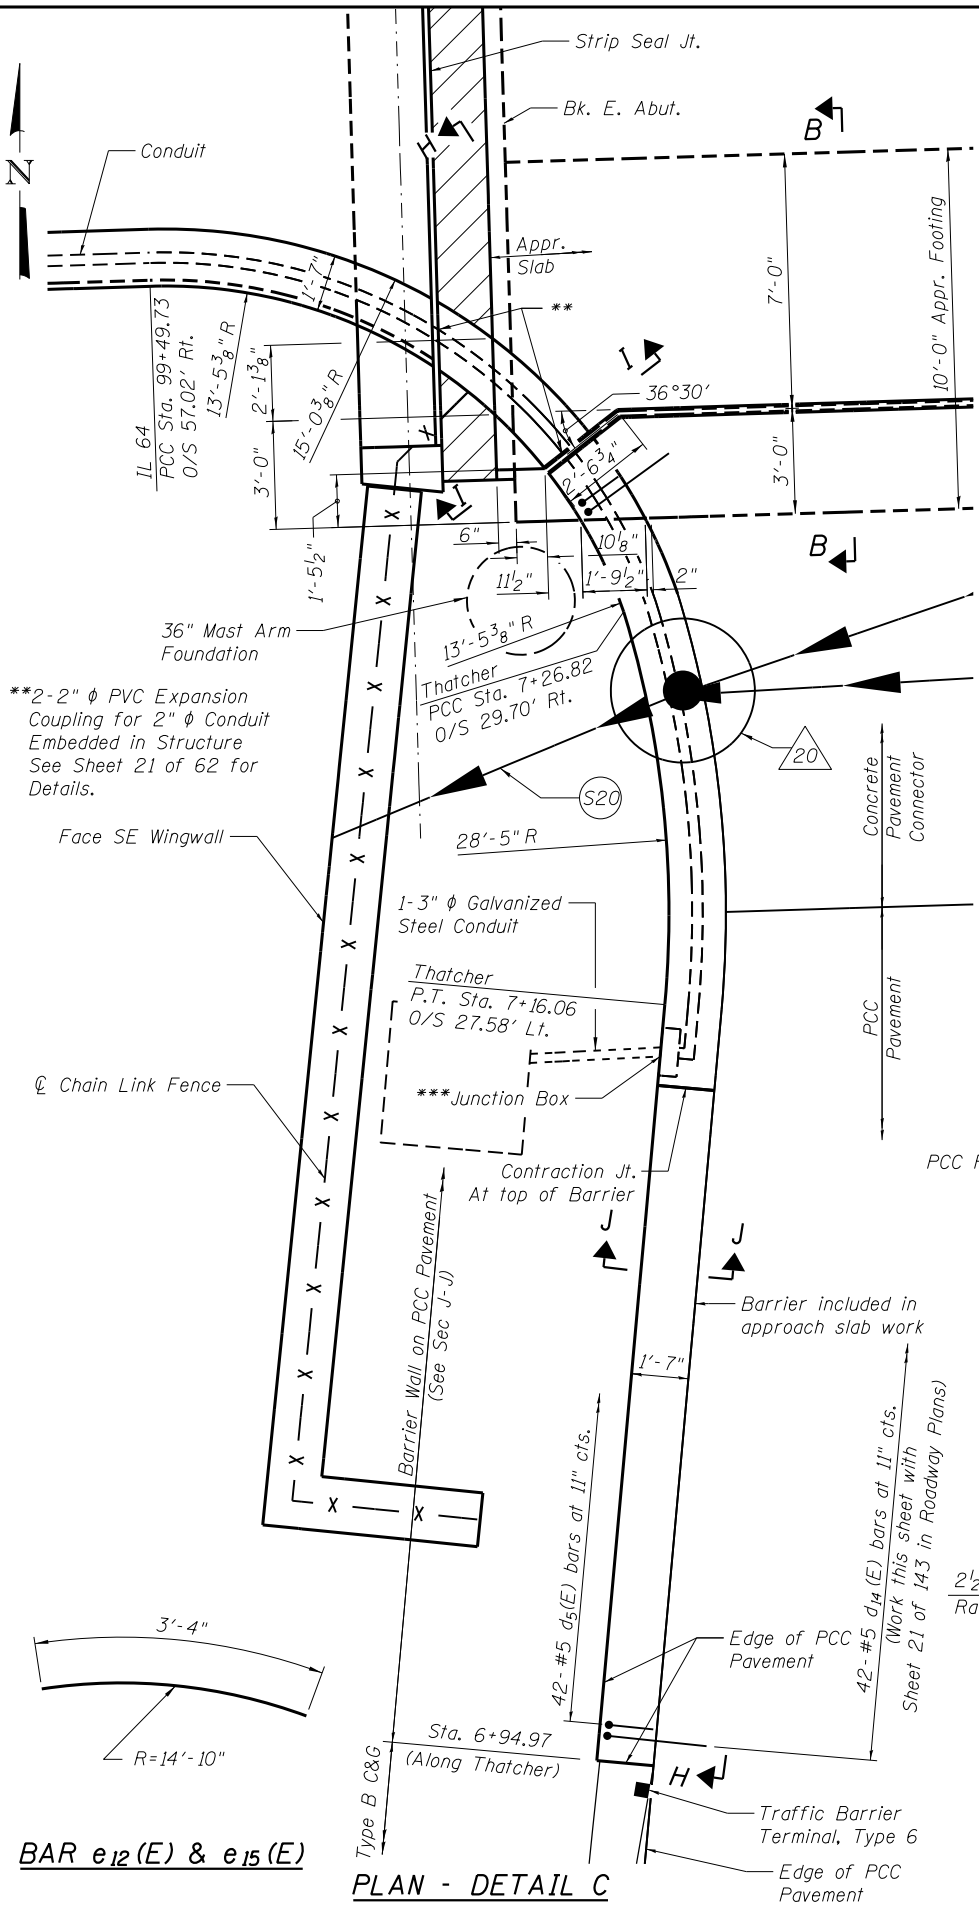 Strip Seal Jt.
Bk. E. Abut.
B
H
Conduit
N
Appr.
Slab
10'-0" Appr. Footing
7'-0"
1'-7"
**
I
36°30'
IL 64
PCC Sta. 99+49.73
O/S 57.02' Rt.
13'-5 3/8" R
2'-1 3/8"
15'-0 3/8" R
3'-0"
2'-6 3/4"
3'-0"
X
I
1'-5 1/2"
6"
11 1/2"
10 1/8"
1'-9 1/2"
2"
B
36" Mast Arm
Foundation
13'-5 3/8" R
Thatcher
PCC Sta. 7+26.82
O/S 29.70' Rt.
**2-2" ϕ PVC Expansion
Coupling for 2" ϕ Conduit
Embedded in Structure
See Sheet 21 of 62 for
Details.
20
S20
Concrete
Pavement
Connector
Face SE Wingwall
28'-5" R
1-3" ϕ Galvanized
Steel Conduit
Thatcher
P.T. Sta. 7+16.06
O/S 27.58' Lt.
PCC
Pavement
℄ Chain Link Fence
***Junction Box
Contraction Jt.
At top of Barrier
PCC
J
J
Barrier Wall on PCC Pavement
(See Sec J-J)
Barrier included in
approach slab work
1'-7"
42-#5 d5(E) bars at 11" cts.
42-#5 d14(E) bars at 11" cts.
(Work this sheet with
Sheet 21 of 143 in Roadway Plans)
2 1/2
Ra
3'-4"
R=14'-10"
Edge of PCC
Pavement
Sta. 6+94.97
(Along Thatcher)
Type B C&G
H
Traffic Barrier
Terminal, Type 6
Edge of PCC
Pavement
BAR e12(E) & e15(E)
PLAN - DETAIL C